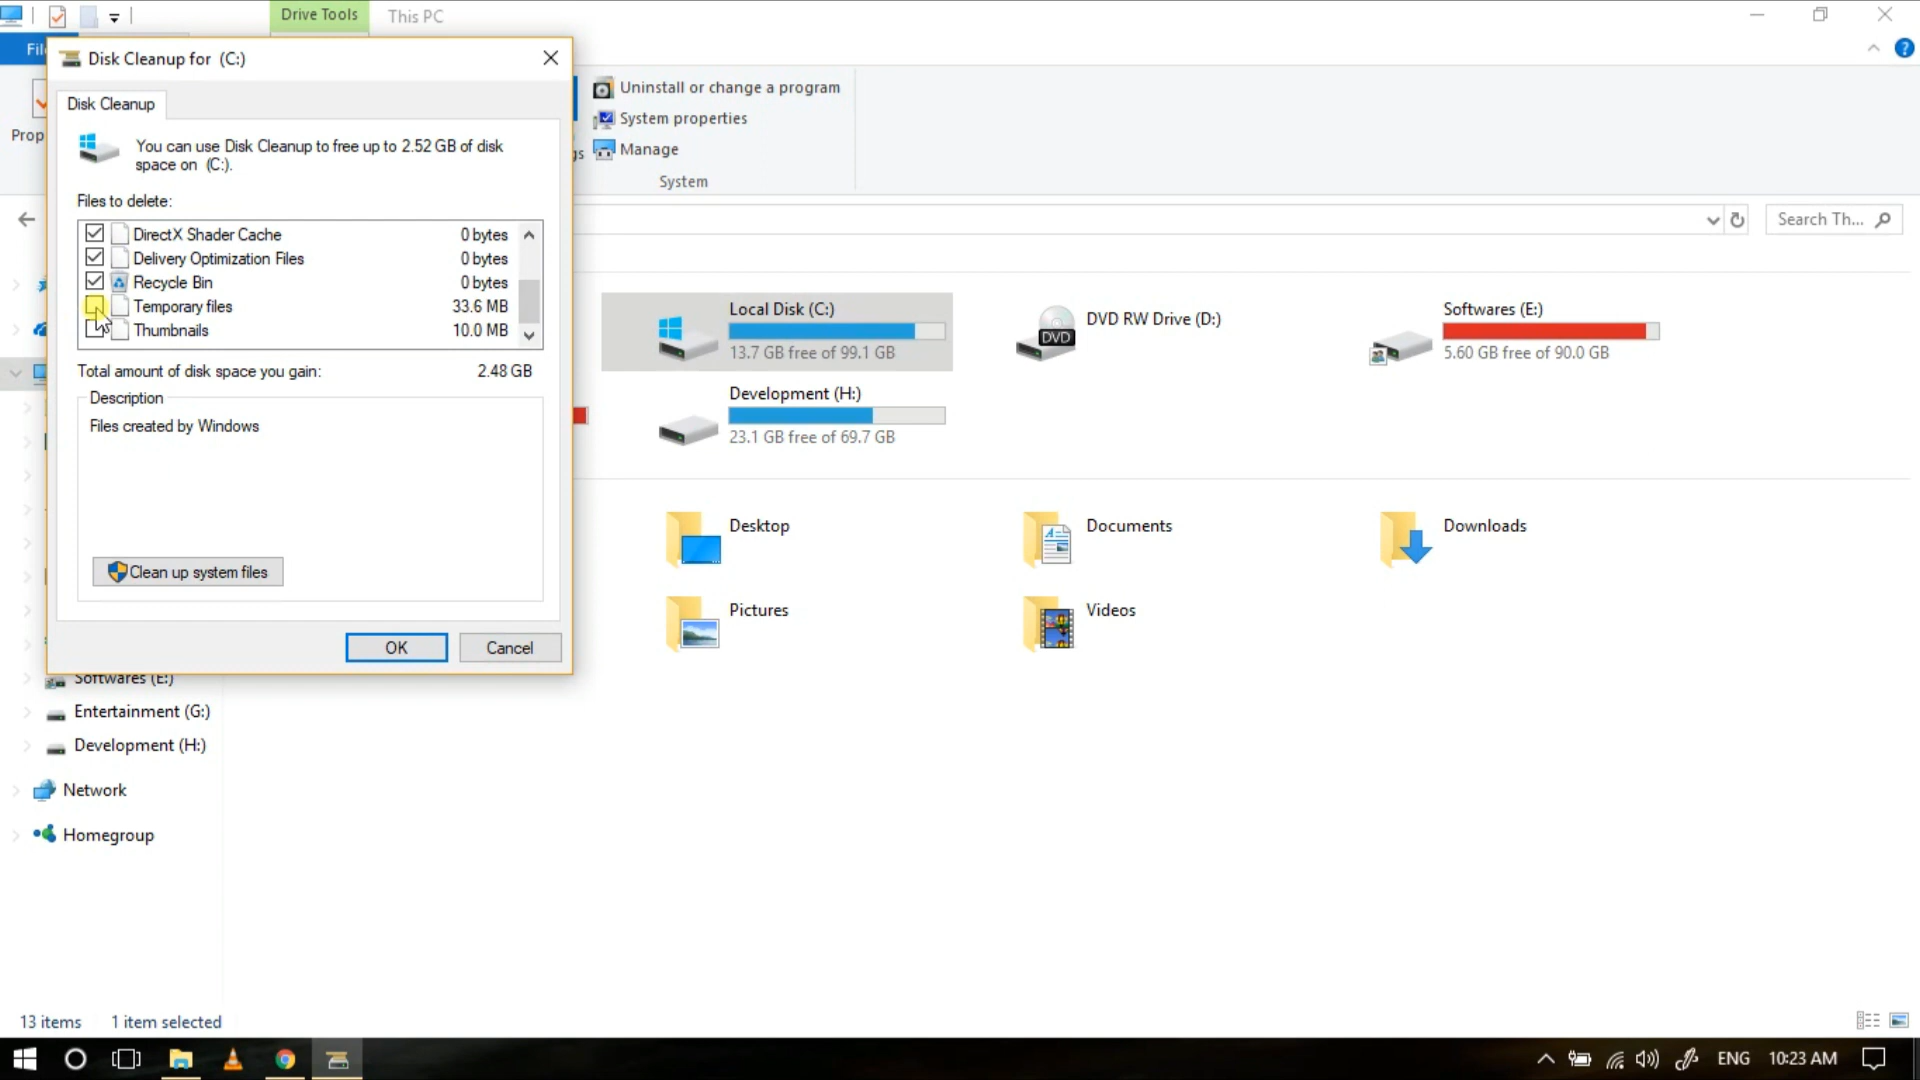 Drive Tools
This PC
Disk Cleanup for (C:)
Disk Cleanup
You can use Disk Cleanup to free up to 2.52 GB of disk
space on (C:).
Files to delete:
DirectX Shader Cache 0 bytes
Delivery Optimization Files 0 bytes
Recycle Bin 0 bytes
Temporary files 33.6 MB
Thumbnails 10.0 MB
Total amount of disk space you gain: 2.48 GB
Description
Files created by Windows
Clean up system files
OK
Cancel
Fil
Prop
gs
Uninstall or change a program
System properties
Manage
System
Search Th...
Local Disk (C:)
13.7 GB free of 99.1 GB
DVD RW Drive (D:)
DVD
Softwares (E:)
5.60 GB free of 90.0 GB
Development (H:)
23.1 GB free of 69.7 GB
Desktop
Documents
Downloads
Pictures
Videos
Softwares (E:)
Entertainment (G:)
Development (H:)
Network
Homegroup
13 items
1 item selected
ENG
10:23 AM